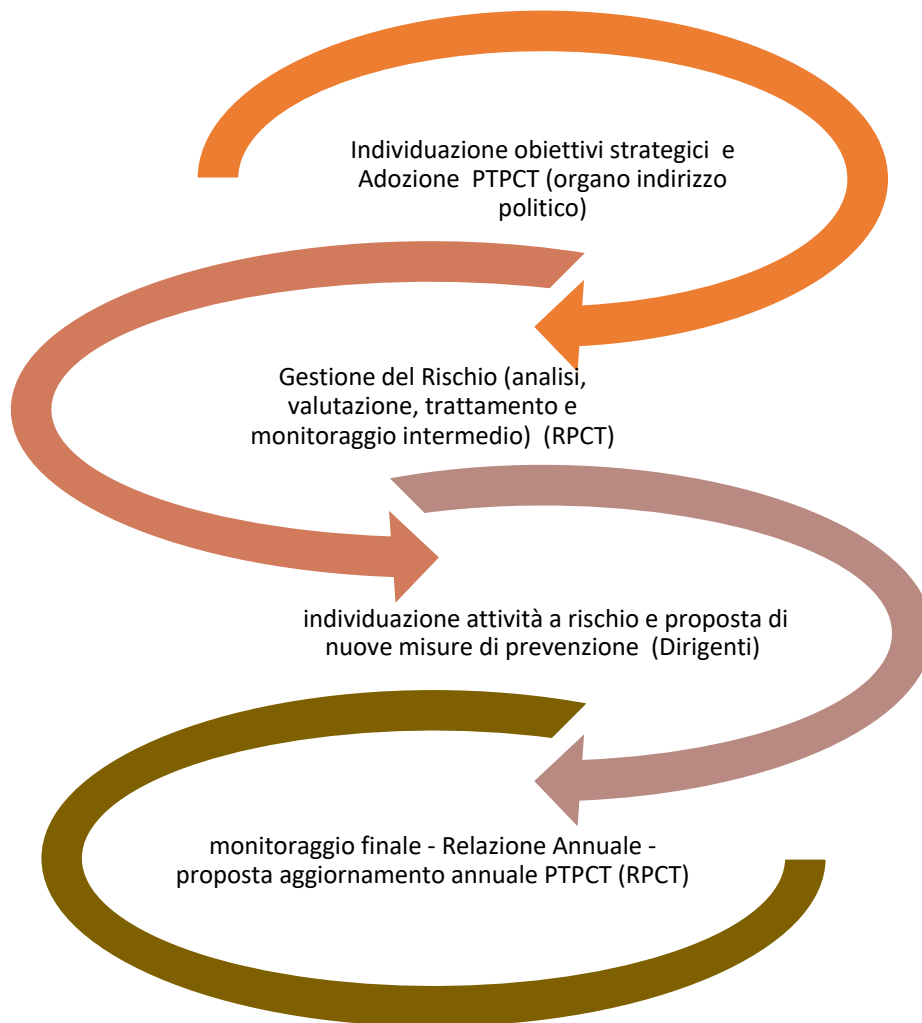 Individuazione obiettivi strategici e
Adozione PTPCT (organo indirizzo
politico)
Gestione del Rischio (analisi,
valutazione, trattamento e
monitoraggio intermedio) (RPCT)
individuazione attività a rischio e proposta di
nuove misure di prevenzione (Dirigenti)
monitoraggio finale - Relazione Annuale -
proposta aggiornamento annuale PTPCT (RPCT)